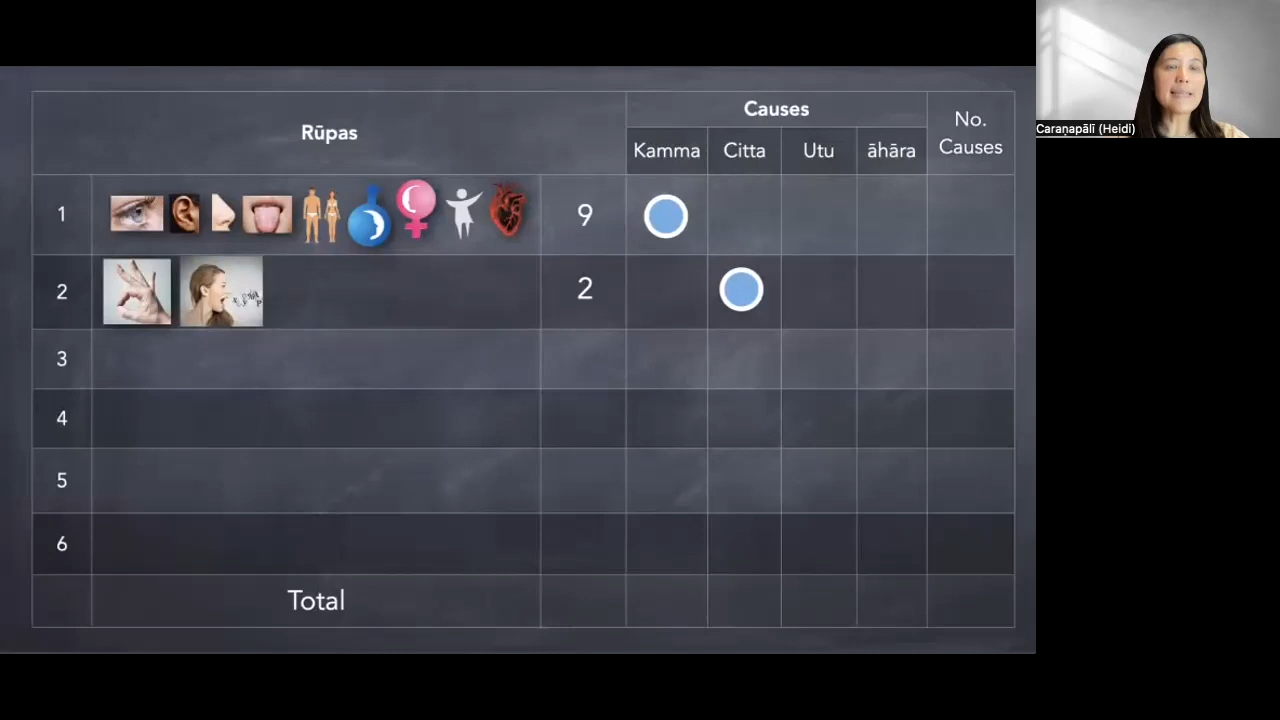 Rūpas
Causes
No.
Causes
Kamma Citta Utu āhāra
1 9
2 2
3
4
5
6
Total
Caraṇapālī (Heidi)